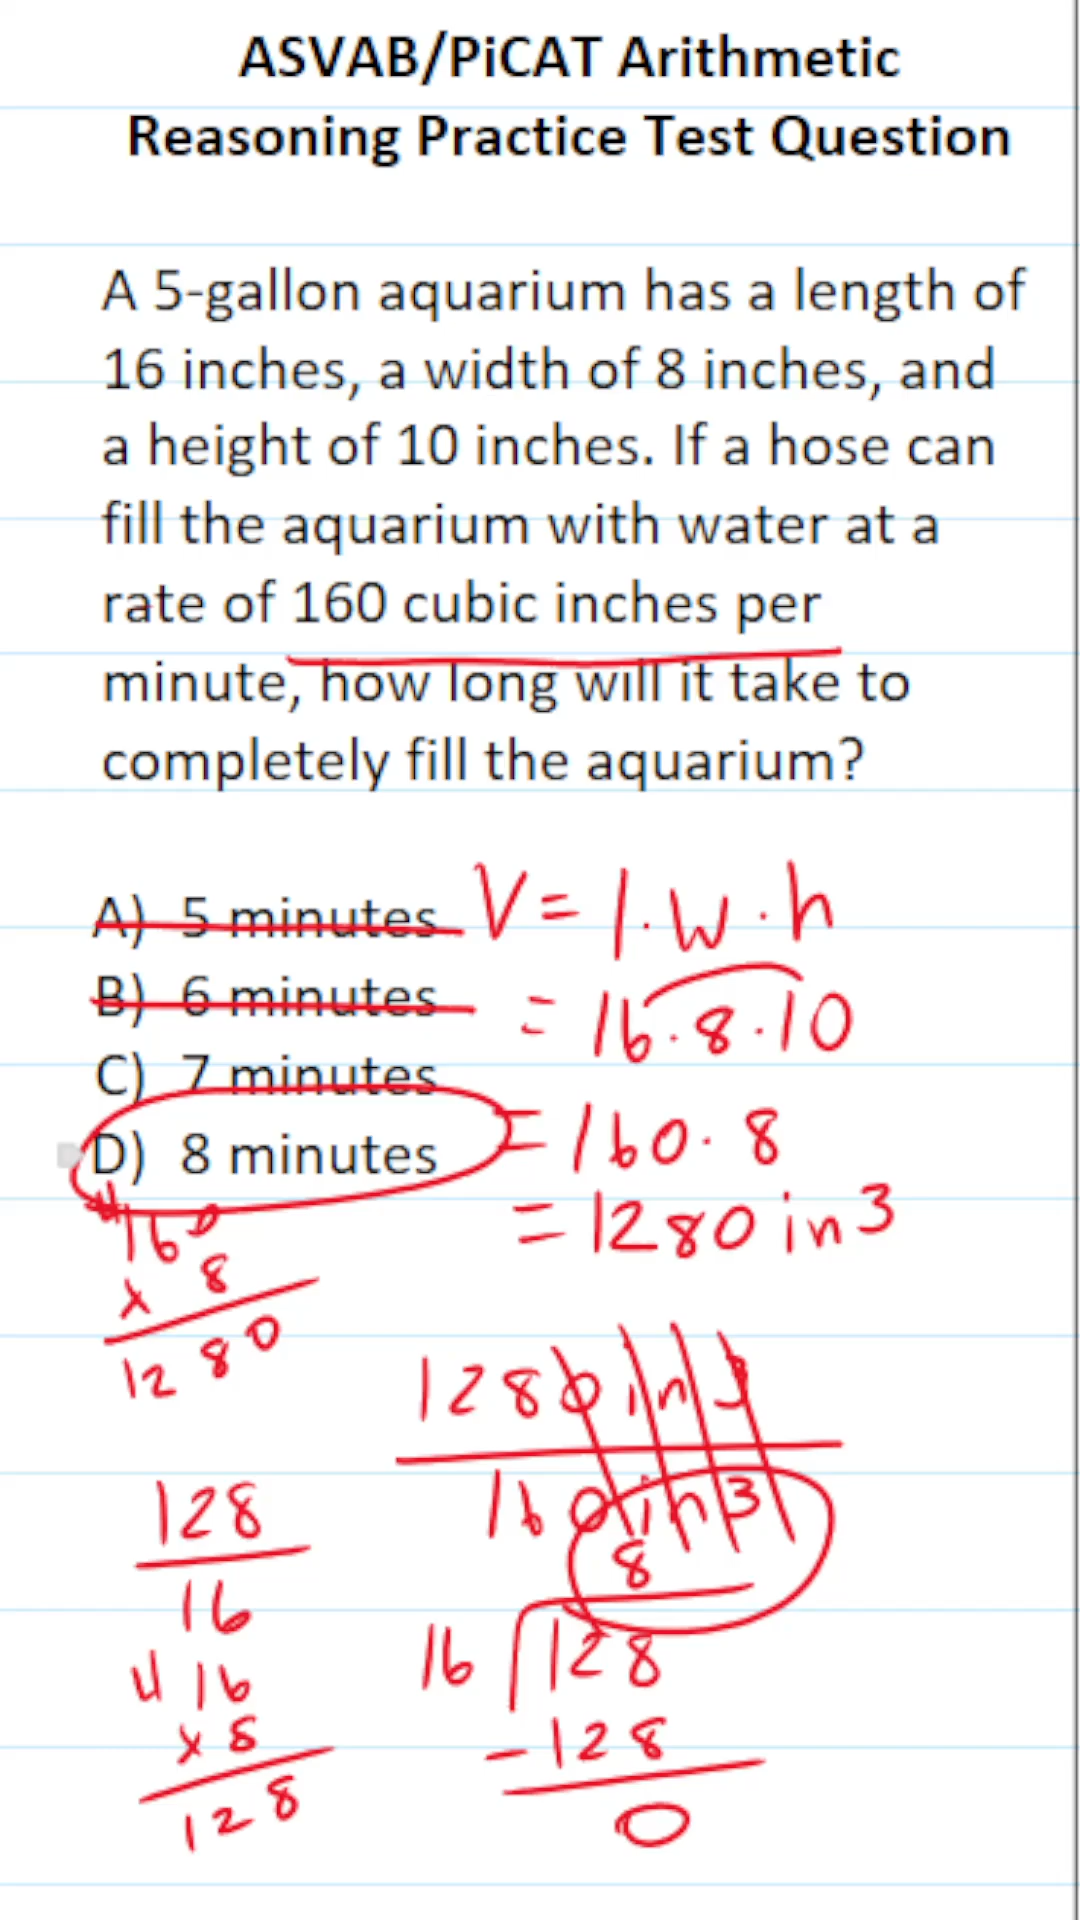 ASVAB/PiCAT Arithmetic
Reasoning Practice Test Question
A 5-gallon aquarium has a length of
16 inches, a width of 8 inches, and
a height of 10 inches. If a hose can
fill the aquarium with water at a
rate of 160 cubic inches per
minute, how long will it take to
completely fill the aquarium?
A) 5 minutes
B) 6 minutes
C) 7 minutes
D) 8 minutes
V = l · w · h
= 16 · 8 · 10
= 160 · 8
= 1280 in3
4
160
x 8
1280
1280 in3
160 in3
128
16
4 16
x 8
128
8
16 128
- 128
0